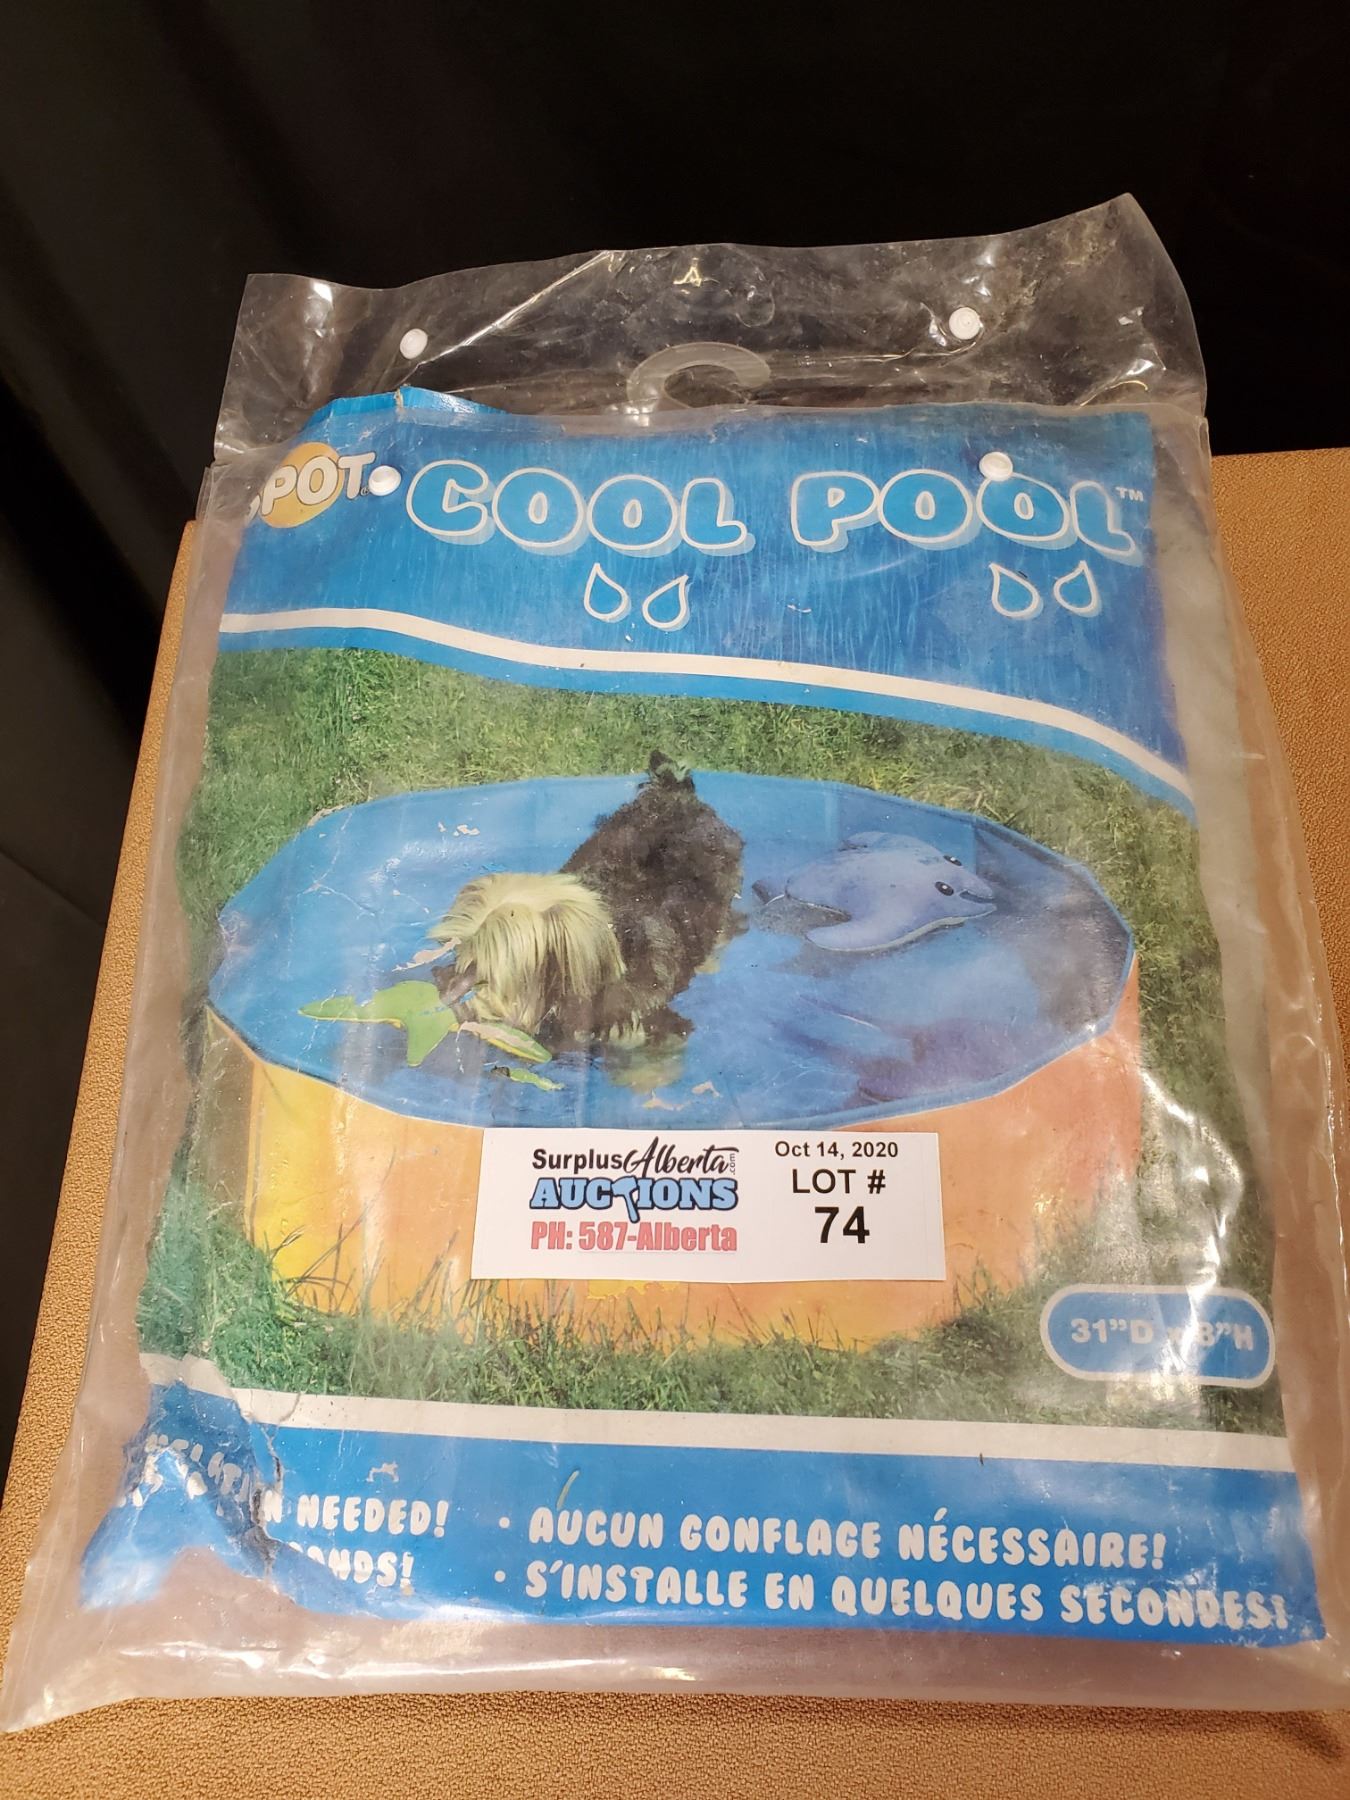 SPOT COOL POOL™
SurplusAlberta.com
AUCTIONS
PH: 587-Alberta
Oct 14, 2020
LOT #
74
31”D x 8”H
NEEDED!
• AUCUN GONFLAGE NÉCESSAIRE!
• S'INSTALLE EN QUELQUES SECONDES!